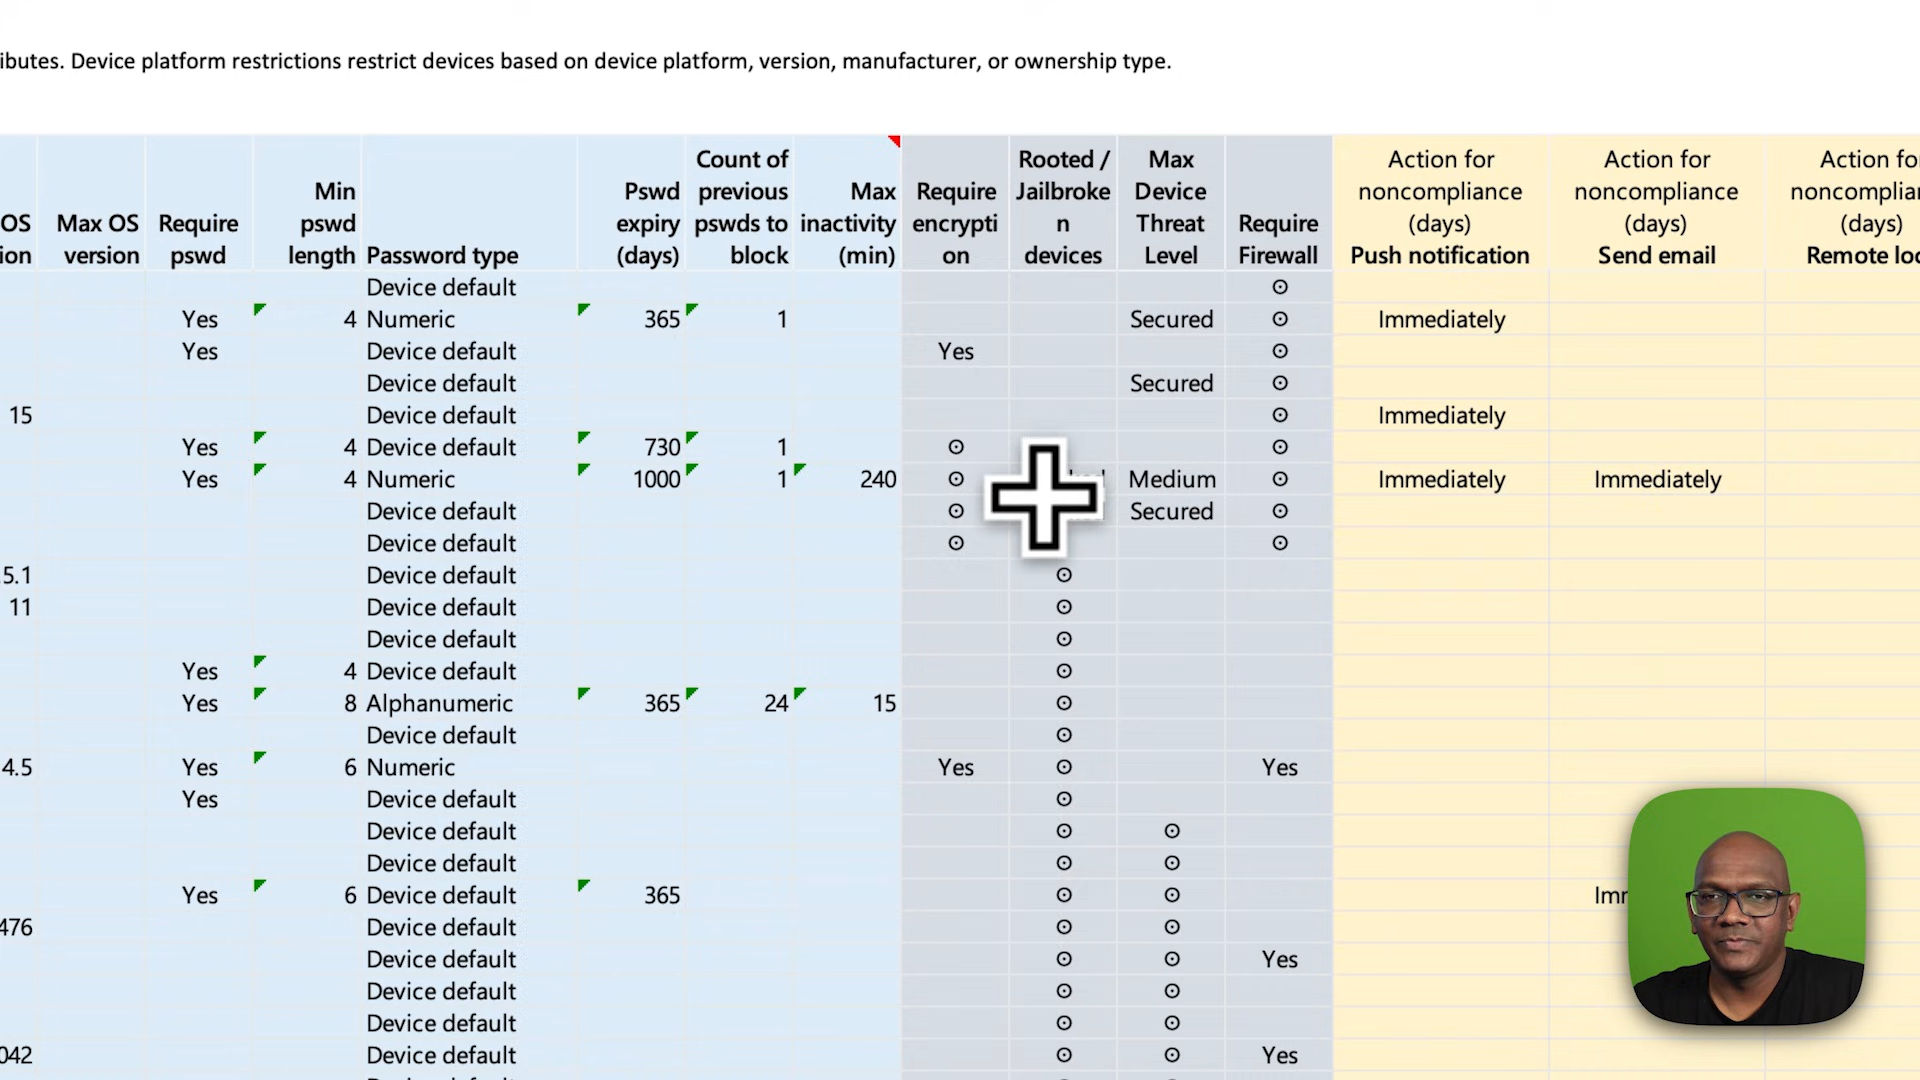 ibutes. Device platform restrictions restrict devices based on device platform, version, manufacturer, or ownership type.
OS
ion
Max OS
version
Require
pswd
Min
pswd
length
Password type
Pswd
expiry
(days)
Count of
previous
pswds to
block
Max
inactivity
(min)
Require
encrypti
on
Rooted /
Jailbroke
n
devices
Max
Device
Threat
Level
Require
Firewall
Action for
noncompliance
(days)
Push notification
Action for
noncompliance
(days)
Send email
Action fo
noncomplian
(days)
Remote loc
Device default
Yes 4 Numeric 365 1 Secured Immediately
Yes Device default Yes
Device default Secured
15 Device default Immediately
Yes 4 Device default 730 1
Yes 4 Numeric 1000 1 240 Medium Immediately Immediately
Device default Secured
Device default
5.1 Device default
11 Device default
Device default
Yes 4 Device default
Yes 8 Alphanumeric 365 24 15
Device default
4.5 Yes 6 Numeric Yes Yes
Yes Device default
Device default
Device default
Yes 6 Device default 365 Imr
476 Device default
Device default Yes
Device default
Device default
042 Device default Yes